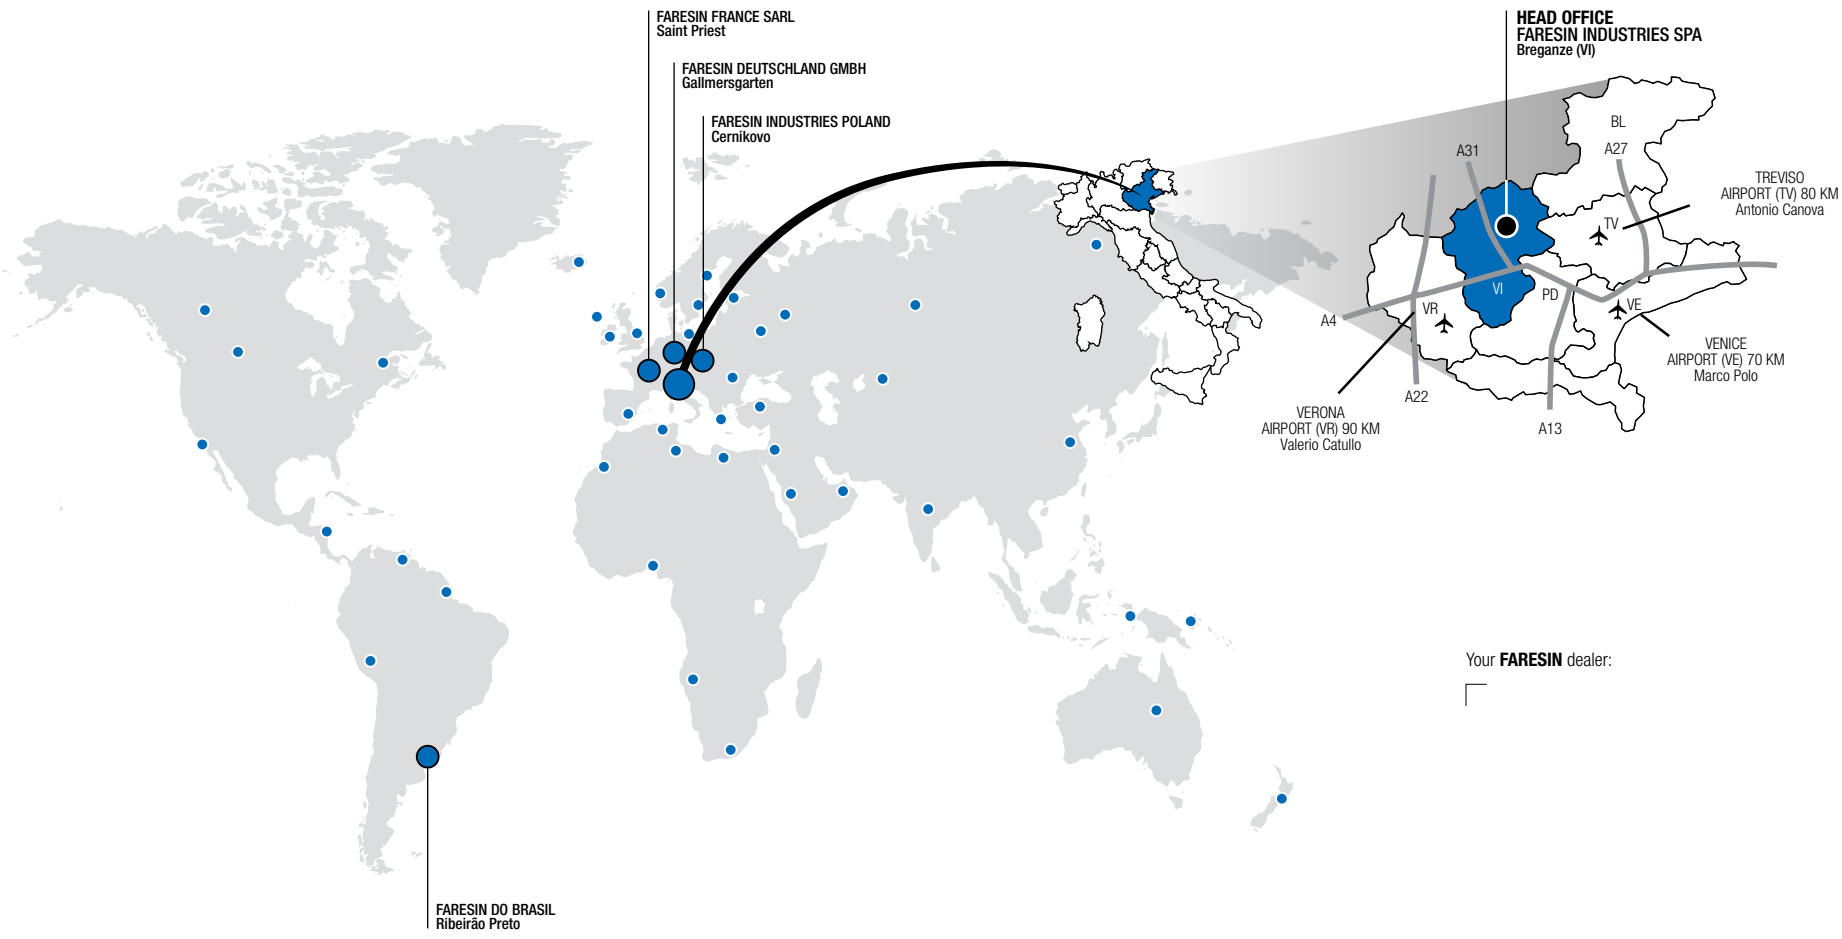 FARESIN FRANCE SARL
Saint Priest
FARESIN DEUTSCHLAND GMBH
Gallmersgarten
FARESIN INDUSTRIES POLAND
Cernikovo
HEAD OFFICE
FARESIN INDUSTRIES SPA
Breganze (VI)
BL
A27
A31
TREVISO
AIRPORT (TV) 80 KM
Antonio Canova
TV
VI
PD
VE
VR
A4
VENICE
AIRPORT (VE) 70 KM
Marco Polo
A22
VERONA
AIRPORT (VR) 90 KM
Valerio Catullo
A13
Your FARESIN dealer:
FARESIN DO BRASIL
Ribeirão Preto